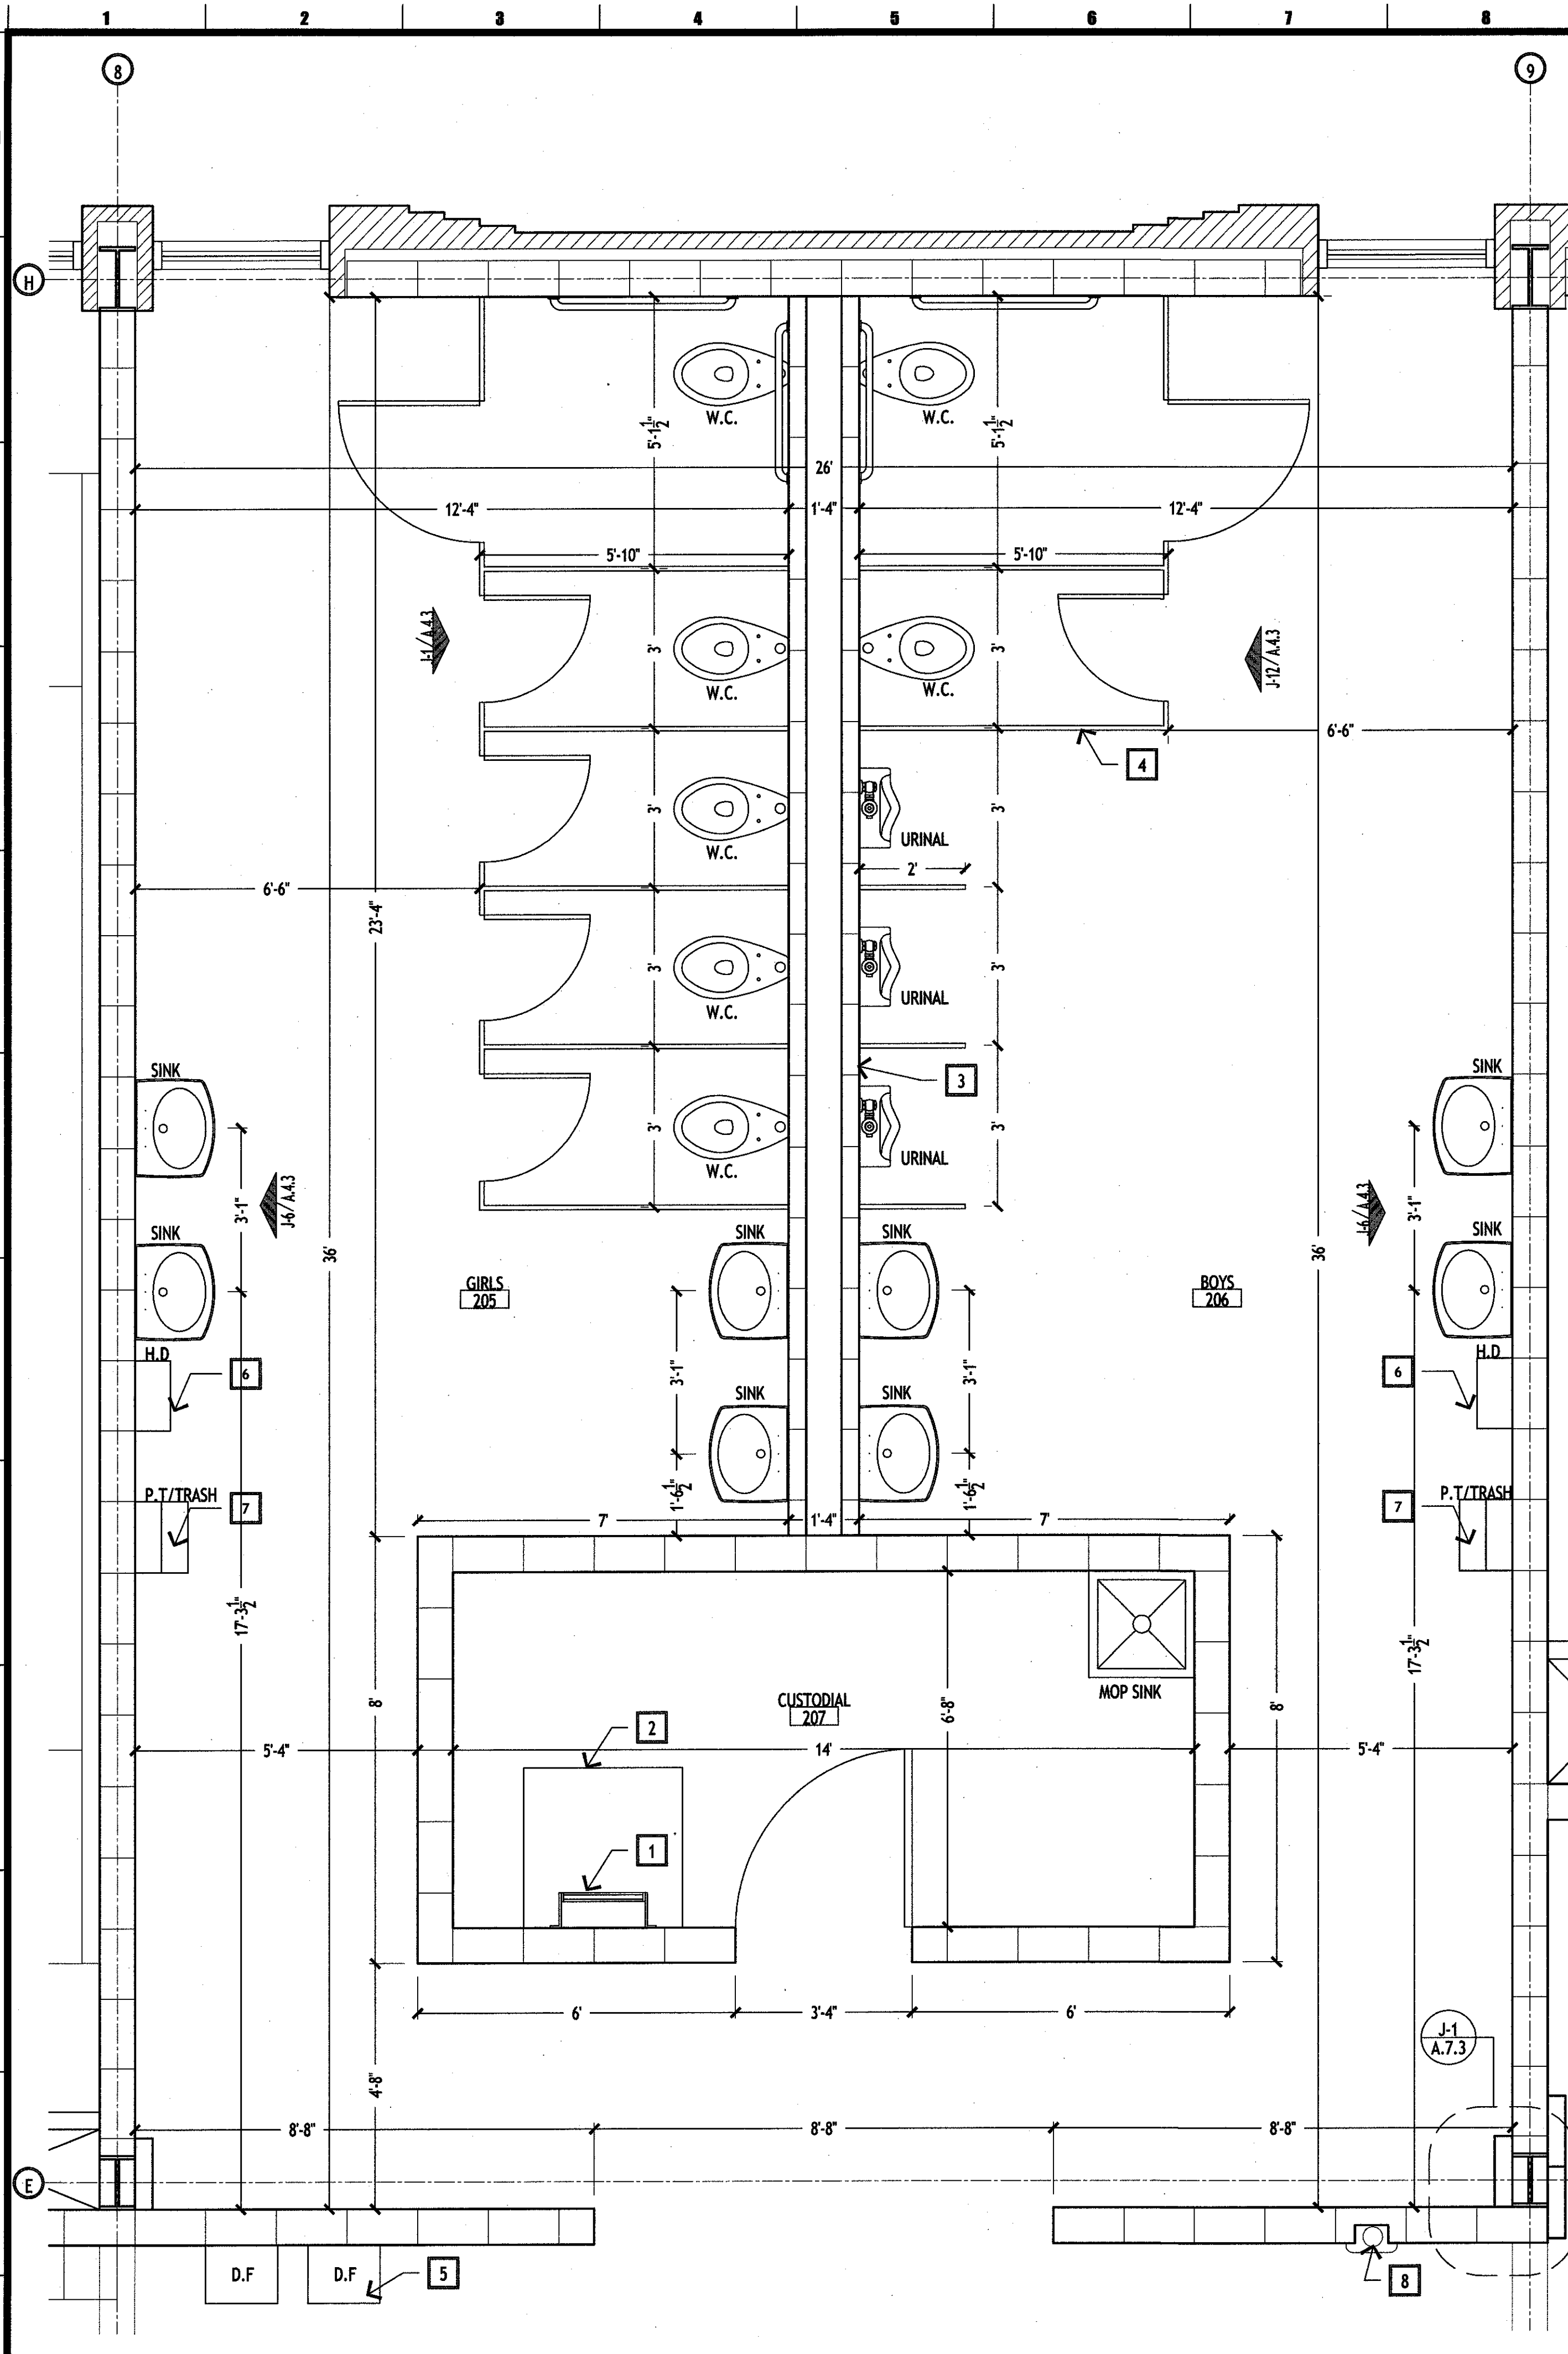 1 2 3 4 5 6 7 8
8 9
H
W.C. W.C.
5'-1½" 5'-1½"
26'
12'-4" 1'-4" 12'-4"
5'-10" 5'-10"
J-1/A.4.3 J-12/A.4.3
3' 3'
W.C. W.C.
6'-6"
4
3' 3'
URINAL
W.C.
2'
6'-6"
23'-4"
3' 3'
URINAL
W.C.
SINK SINK
3
3' 3'
URINAL
W.C.
3'-1" J-6/A.4.3 J-6/A.4.3 3'-1"
SINK SINK SINK SINK
36' 36'
GIRLS
205
BOYS
206
H.D H.D
6 6
3'-1" 3'-1"
SINK SINK
P.T/TRASH P.T/TRASH
7 7
1'-6½" 1'-6½"
7' 1'-4" 7'
17'-3½" 17'-3½"
MOP SINK
CUSTODIAL
207
8' 6'-8" 8'
2
5'-4" 14' 5'-4"
1
6' 3'-4" 6'
J-1
A.7.3
4'-8"
8'-8" 8'-8" 8'-8"
E
D.F D.F 5
8